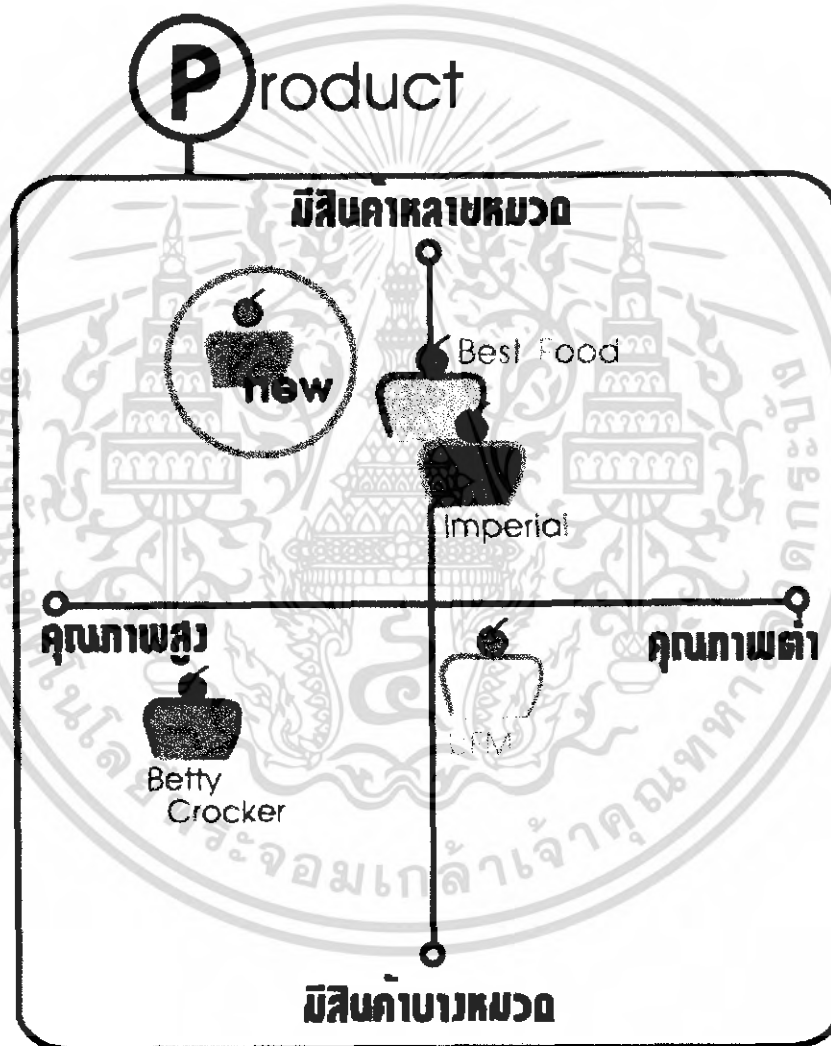 Product
มีสินค้าหลายหมวด
new
Best Food
Imperial
คุณภาพสูง
คุณภาพต่ำ
Betty
Crocker
มีสินค้าบางหมวด